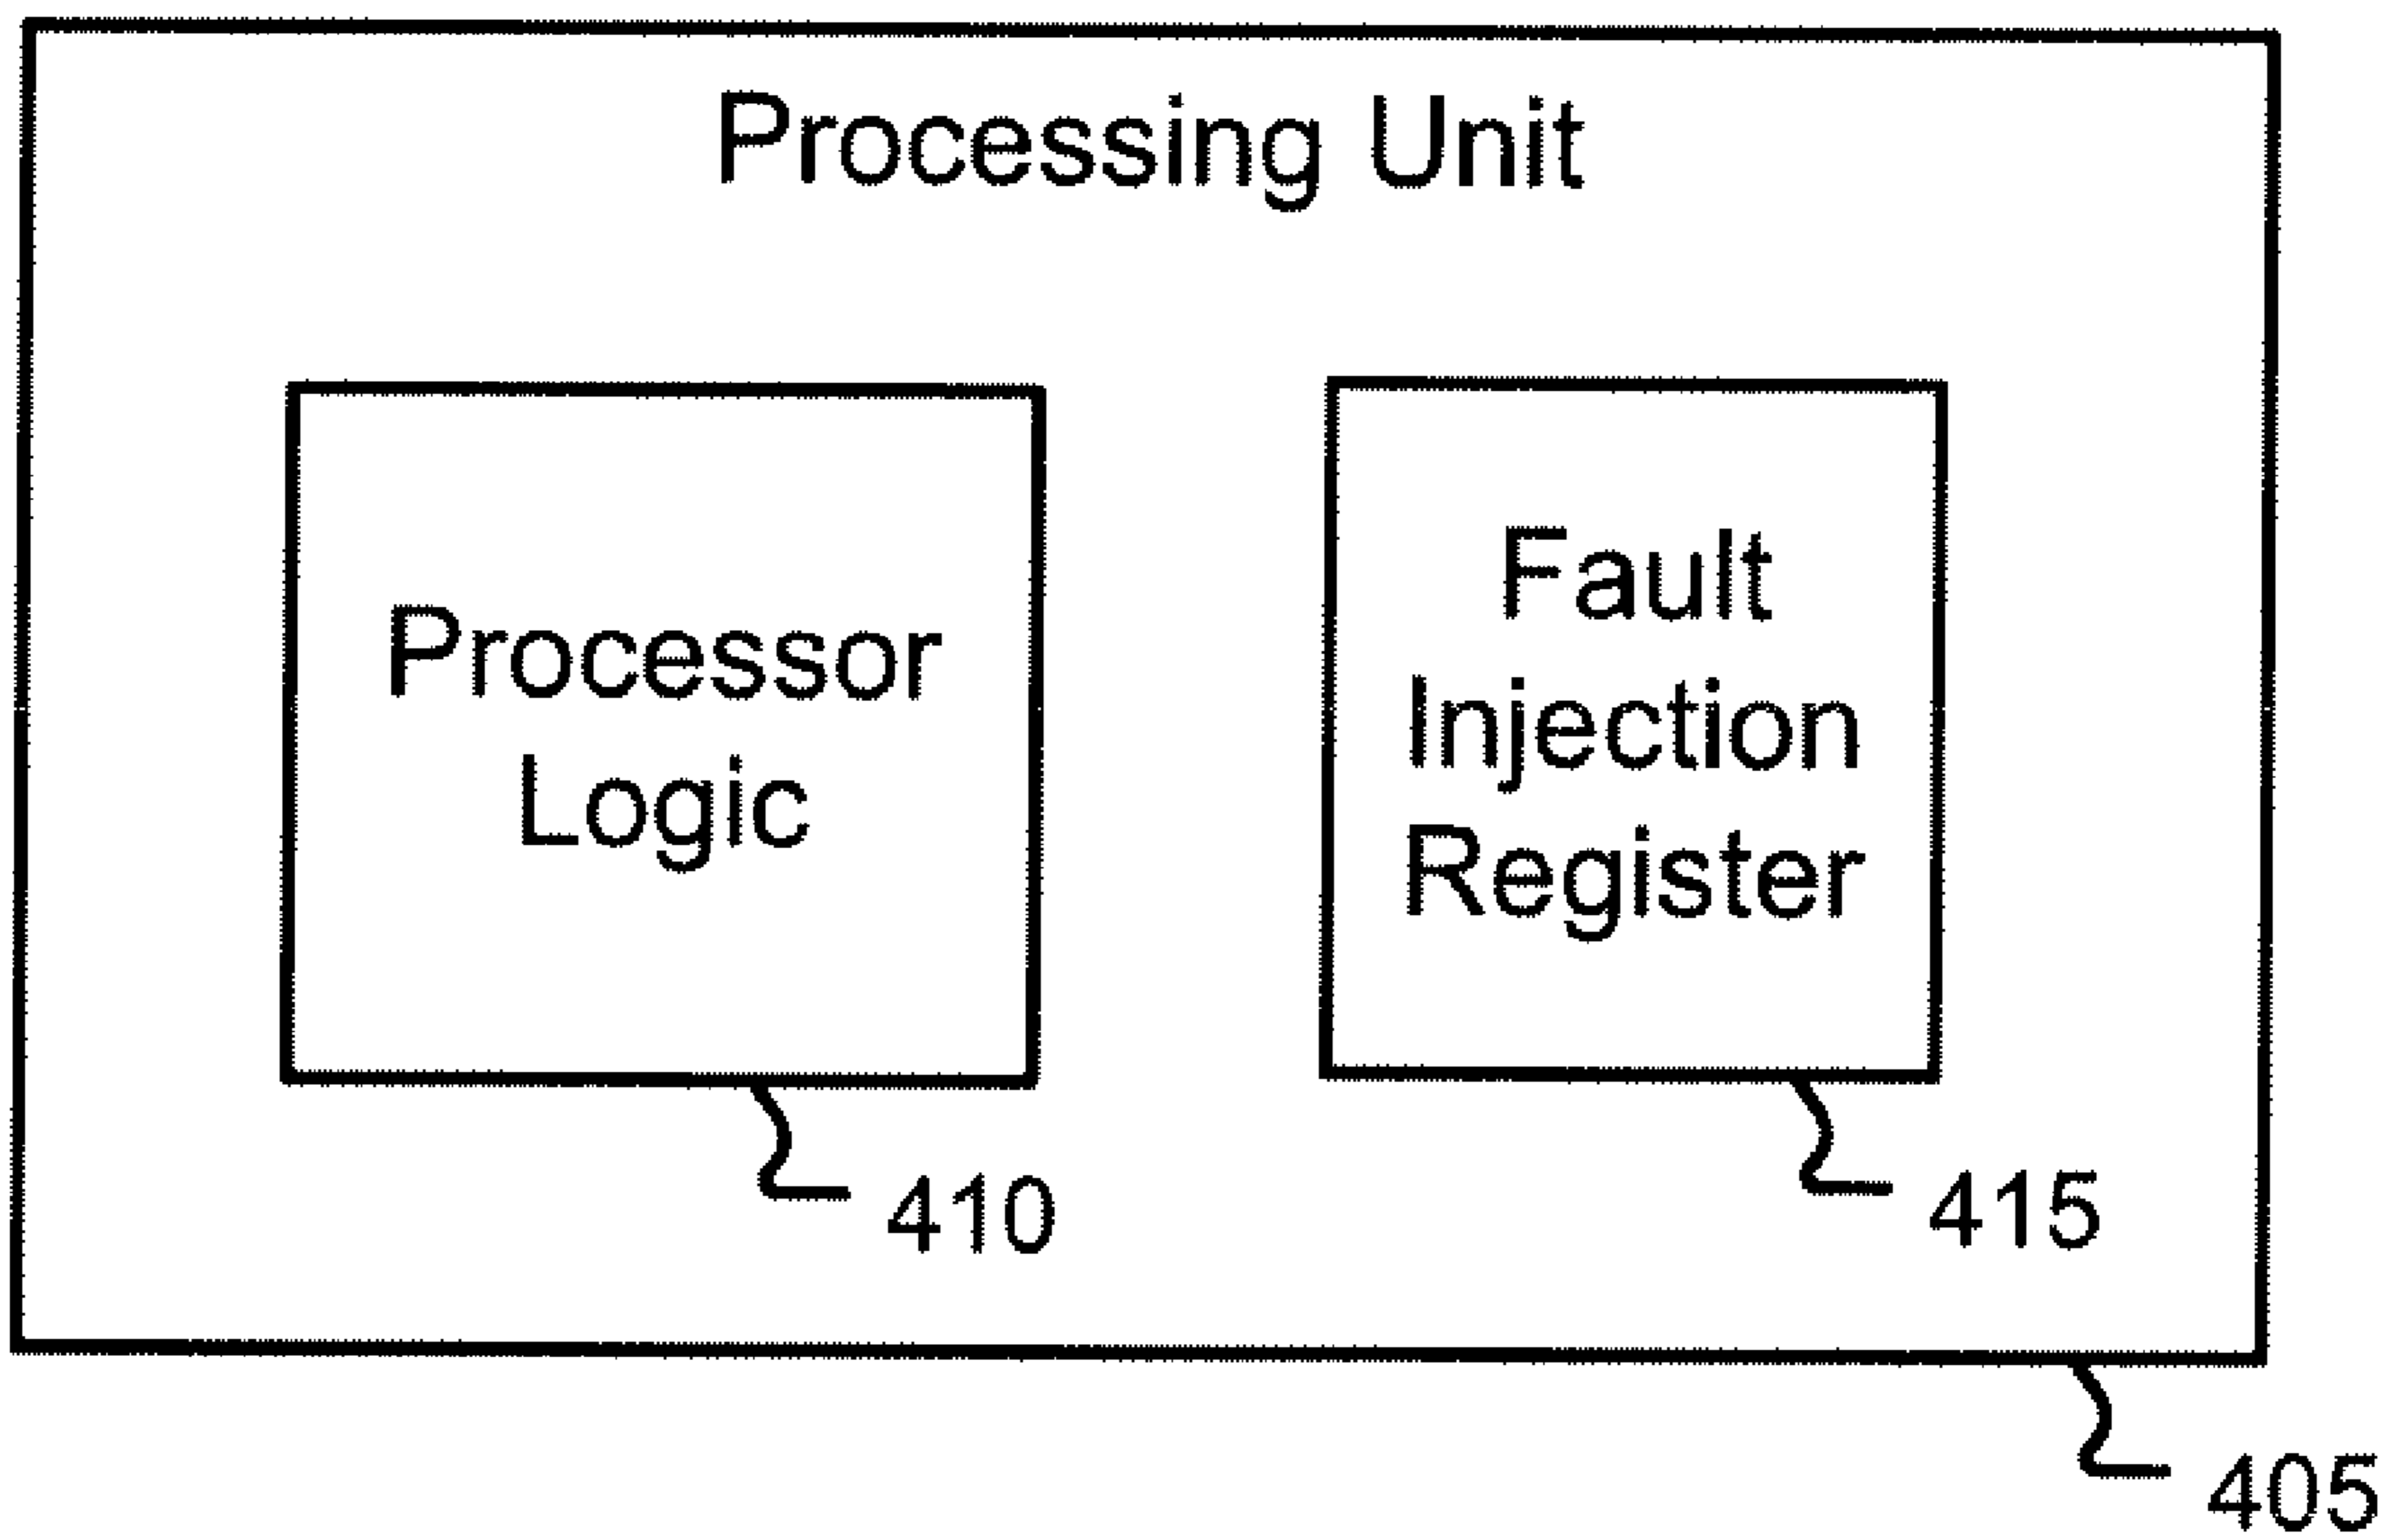 Processing Unit
Processor
Logic
410
Fault
Injection
Register
415
405